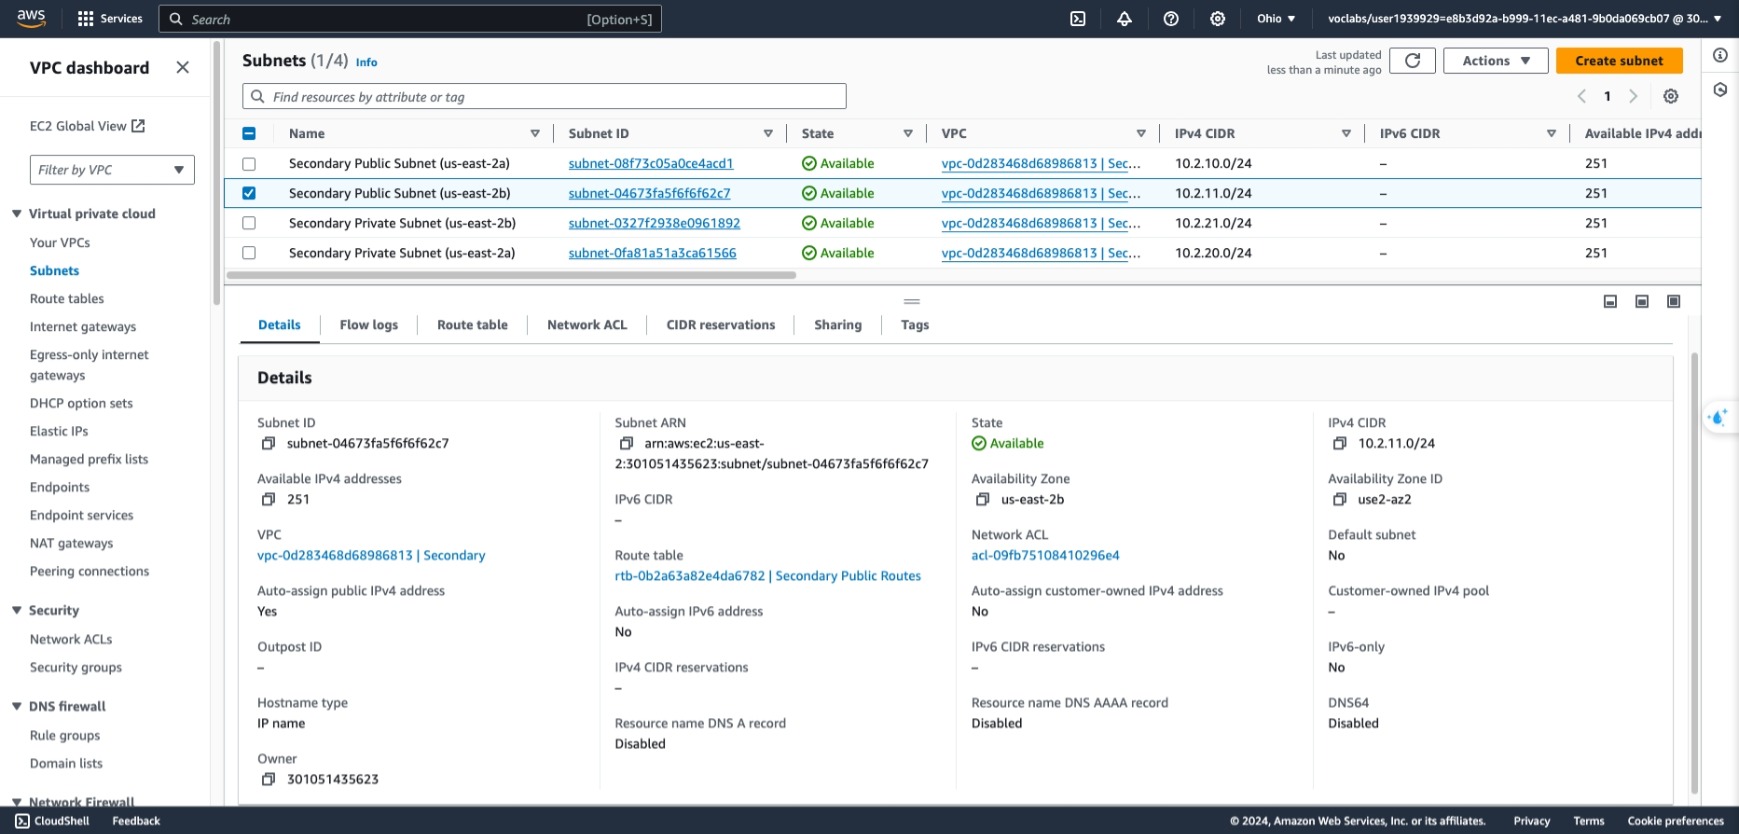 aws
Services
Search
[Option+S]
Ohio ▼
voclabs/user1939929=e8b3d92a-b999-11ec-a481-9b0da069cb07 @ 30... ▼
VPC dashboard
EC2 Global View
Filter by VPC
Virtual private cloud
Your VPCs
Subnets
Route tables
Internet gateways
Egress-only internet
gateways
DHCP option sets
Elastic IPs
Managed prefix lists
Endpoints
Endpoint services
NAT gateways
Peering connections
Security
Network ACLs
Security groups
DNS firewall
Rule groups
Domain lists
Network Firewall
Subnets (1/4) Info
Last updated
less than a minute ago
Actions ▼
Create subnet
Find resources by attribute or tag
1
Name Subnet ID State VPC IPv4 CIDR IPv6 CIDR Available IPv4 addr
Secondary Public Subnet (us-east-2a) subnet-08f73c05a0ce4acd1 Available vpc-0d283468d68986813 | Sec... 10.2.10.0/24 – 251
Secondary Public Subnet (us-east-2b) subnet-04673fa5f6f6f62c7 Available vpc-0d283468d68986813 | Sec... 10.2.11.0/24 – 251
Secondary Private Subnet (us-east-2b) subnet-0327f2938e0961892 Available vpc-0d283468d68986813 | Sec... 10.2.21.0/24 – 251
Secondary Private Subnet (us-east-2a) subnet-0fa81a51a3ca61566 Available vpc-0d283468d68986813 | Sec... 10.2.20.0/24 – 251
Details Flow logs Route table Network ACL CIDR reservations Sharing Tags
Details
Subnet ID
subnet-04673fa5f6f6f62c7
Available IPv4 addresses
251
VPC
vpc-0d283468d68986813 | Secondary
Auto-assign public IPv4 address
Yes
Outpost ID
–
Hostname type
IP name
Owner
301051435623
Subnet ARN
arn:aws:ec2:us-east-
2:301051435623:subnet/subnet-04673fa5f6f6f62c7
IPv6 CIDR
–
Route table
rtb-0b2a63a82e4da6782 | Secondary Public Routes
Auto-assign IPv6 address
No
IPv4 CIDR reservations
–
Resource name DNS A record
Disabled
State
Available
Availability Zone
us-east-2b
Network ACL
acl-09fb75108410296e4
Auto-assign customer-owned IPv4 address
No
IPv6 CIDR reservations
–
Resource name DNS AAAA record
Disabled
IPv4 CIDR
10.2.11.0/24
Availability Zone ID
use2-az2
Default subnet
No
Customer-owned IPv4 pool
–
IPv6-only
No
DNS64
Disabled
CloudShell Feedback
© 2024, Amazon Web Services, Inc. or its affiliates. Privacy Terms Cookie preferences